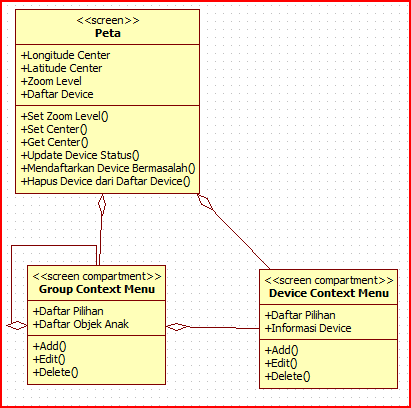 <<screen>>
Peta
+Longitude Center
+Latitude Center
+Zoom Level
+Daftar Device
+Set Zoom Level()
+Set Center()
+Get Center()
+Update Device Status()
+Mendaftarkan Device Bermasalah()
+Hapus Device dari Daftar Device()
<<screen compartment>>
Group Context Menu
+Daftar Pilihan
+Daftar Objek Anak
+Add()
+Edit()
+Delete()
<<screen compartment>>
Device Context Menu
+Daftar Pilihan
+Informasi Device
+Add()
+Edit()
+Delete()